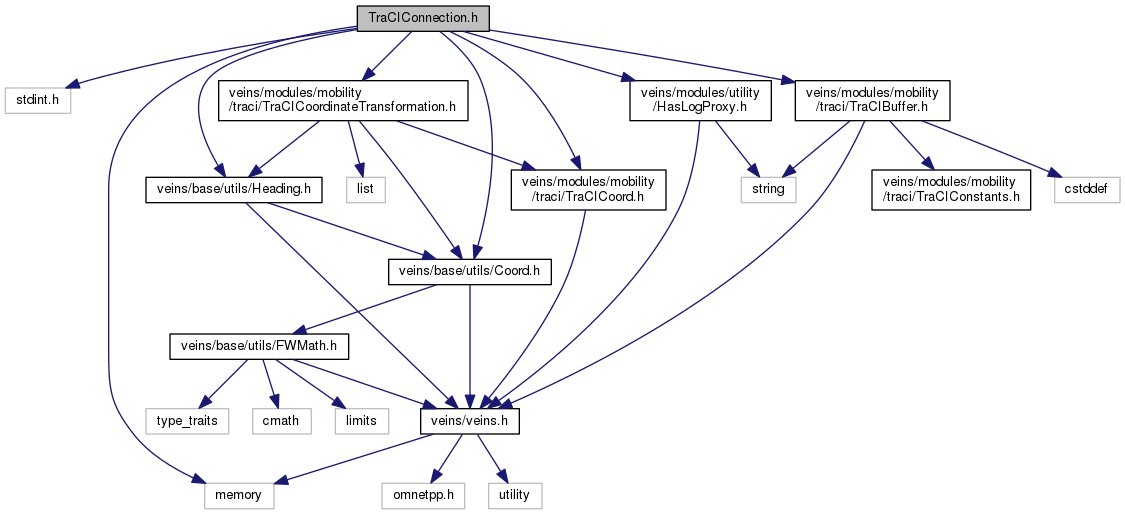 TraCIConnection.h
stdint.h
veins/modules/mobility
/traci/TraCICoordinateTransformation.h
veins/modules/utility
/HasLogProxy.h
veins/modules/mobility
/traci/TraCIBuffer.h
veins/base/utils/Heading.h
list
veins/modules/mobility
/traci/TraCICoord.h
string
veins/modules/mobility
/traci/TraCIConstants.h
cstddef
veins/base/utils/Coord.h
veins/base/utils/FWMath.h
type_traits
cmath
limits
veins/veins.h
memory
omnetpp.h
utility